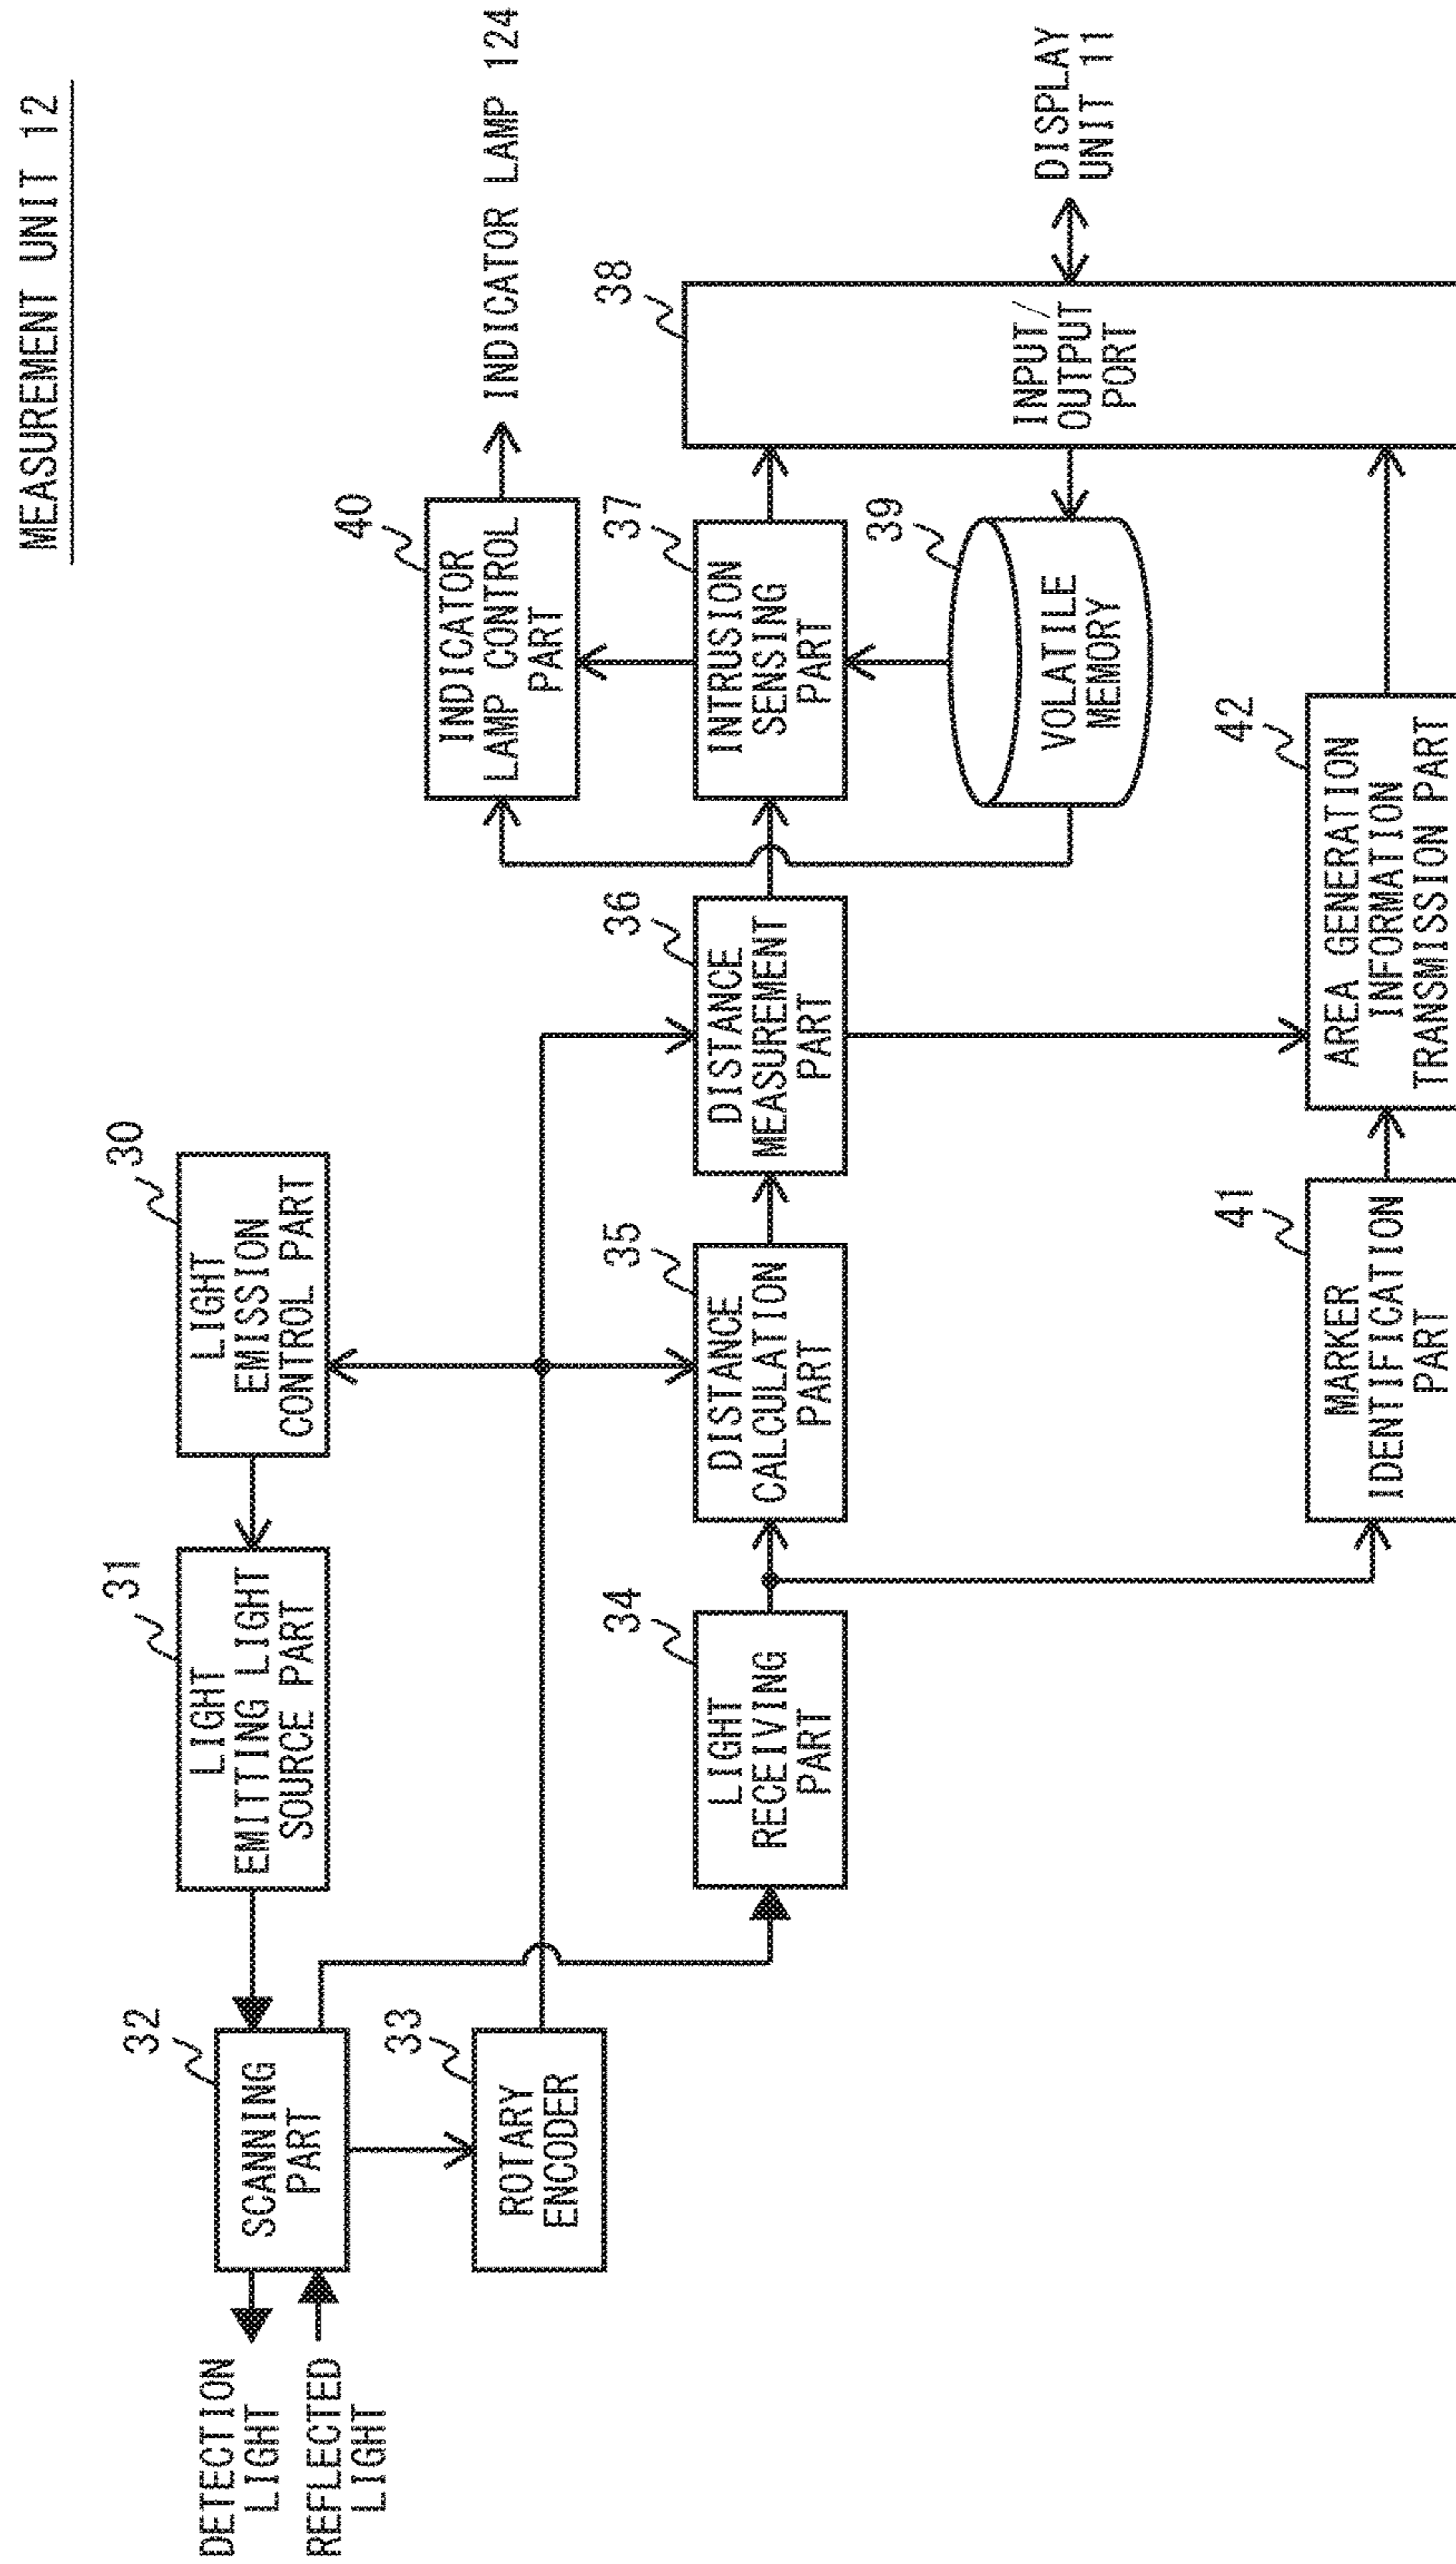 MEASUREMENT UNIT 12
30
LIGHT
EMISSION
CONTROL PART
31
LIGHT
EMITTING LIGHT
SOURCE PART
32
SCANNING
PART
DETECTION
LIGHT
REFLECTED
LIGHT
33
ROTARY
ENCODER
40
INDICATOR
LAMP CONTROL
PART
INDICATOR LAMP 124
34
LIGHT
RECEIVING
PART
35
DISTANCE
CALCULATION
PART
36
DISTANCE
MEASUREMENT
PART
37
INTRUSION
SENSING
PART
38
INPUT/
OUTPUT
PORT
DISPLAY
UNIT 11
39
VOLATILE
MEMORY
41
MARKER
IDENTIFICATION
PART
42
AREA GENERATION
INFORMATION
TRANSMISSION PART